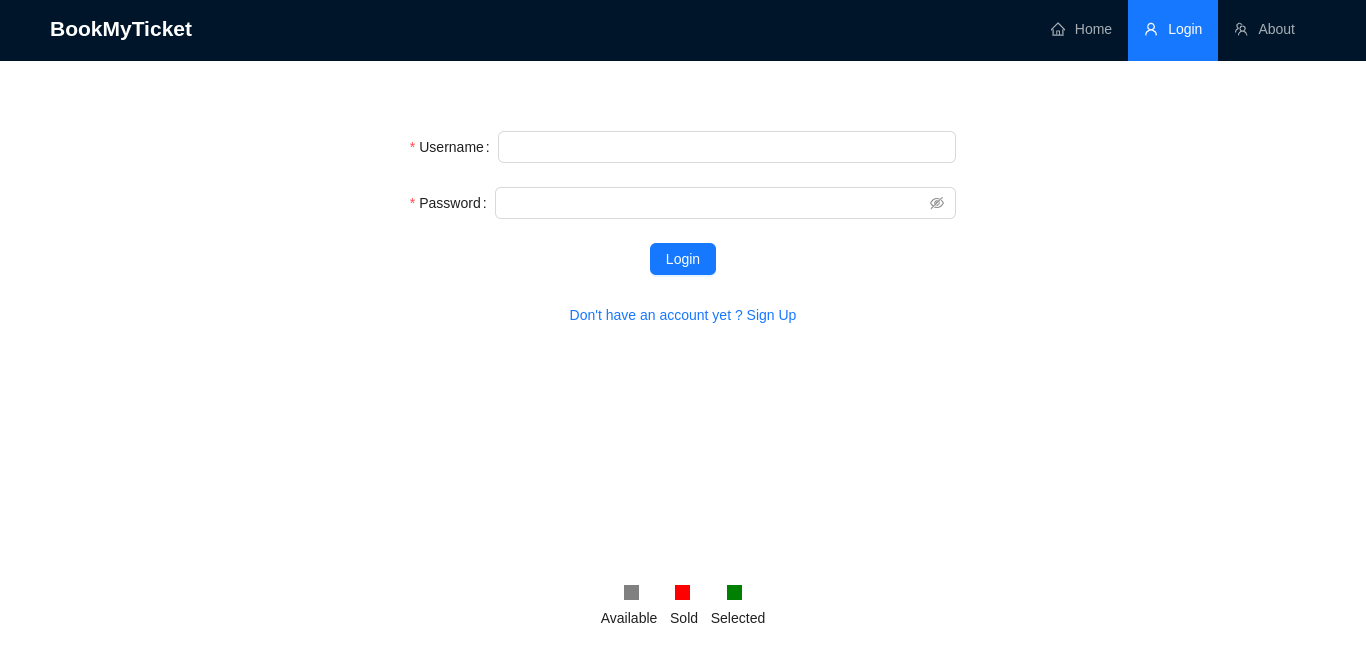 BookMyTicket
Home Login About
* Username :
* Password :
Login
Don't have an account yet ? Sign Up
Available Sold Selected